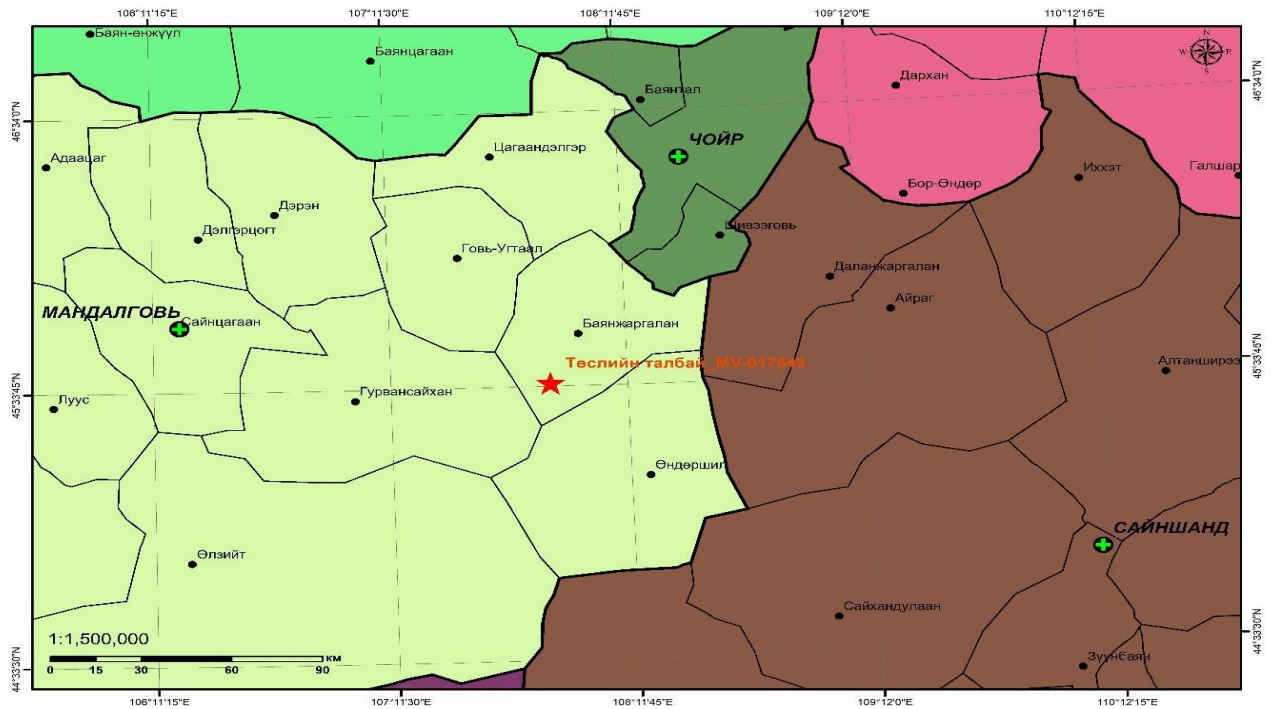 106°11'15"E 107°11'30"E 108°11'45"E 109°12'0"E 110°12'15"E
Баян-өнжүүл
Баянцагаан
N
W E
S
46°34'0"N
46°34'0"N
Дархан
Баянтал
ЧОЙР
Цагаандэлгэр
Адаацаг
Иххэт
Галшар
Бор-Өндөр
Дэрэн
Дэлгэрцогт
Шивээговь
Говь-Угтаал
Даланжаргалан
Айраг
МАНДАЛГОВЬ
Сайнцагаан
Баянжаргалан
Төслийн талбай_MV-017543
Алтанширээ
45°33'45"N
45°33'45"N
Гурвансайхан
Луус
Өндөршил
САЙНШАНД
Өлзийт
Сайхандулаан
1:1,500,000
КМ
0 15 30 60 90
Зүүнбаян
44°33'30"N
44°33'30"N
106°11'15"E 107°11'30"E 108°11'45"E 109°12'0"E 110°12'15"E